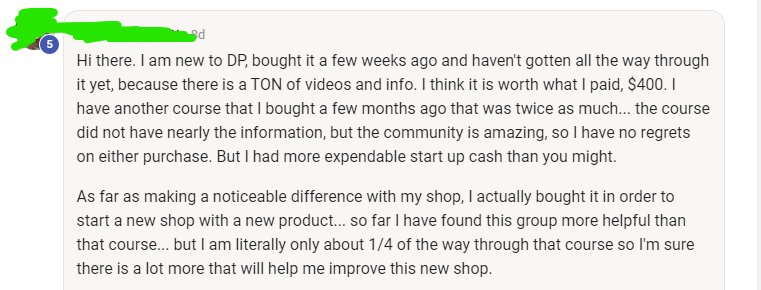 8d
5
Hi there. I am new to DP, bought it a few weeks ago and haven't gotten all the way through
it yet, because there is a TON of videos and info. I think it is worth what I paid, $400. I
have another course that I bought a few months ago that was twice as much... the course
did not have nearly the information, but the community is amazing, so I have no regrets
on either purchase. But I had more expendable start up cash than you might.
As far as making a noticeable difference with my shop, I actually bought it in order to
start a new shop with a new product... so far I have found this group more helpful than
that course... but I am literally only about 1/4 of the way through that course so I'm sure
there is a lot more that will help me improve this new shop.